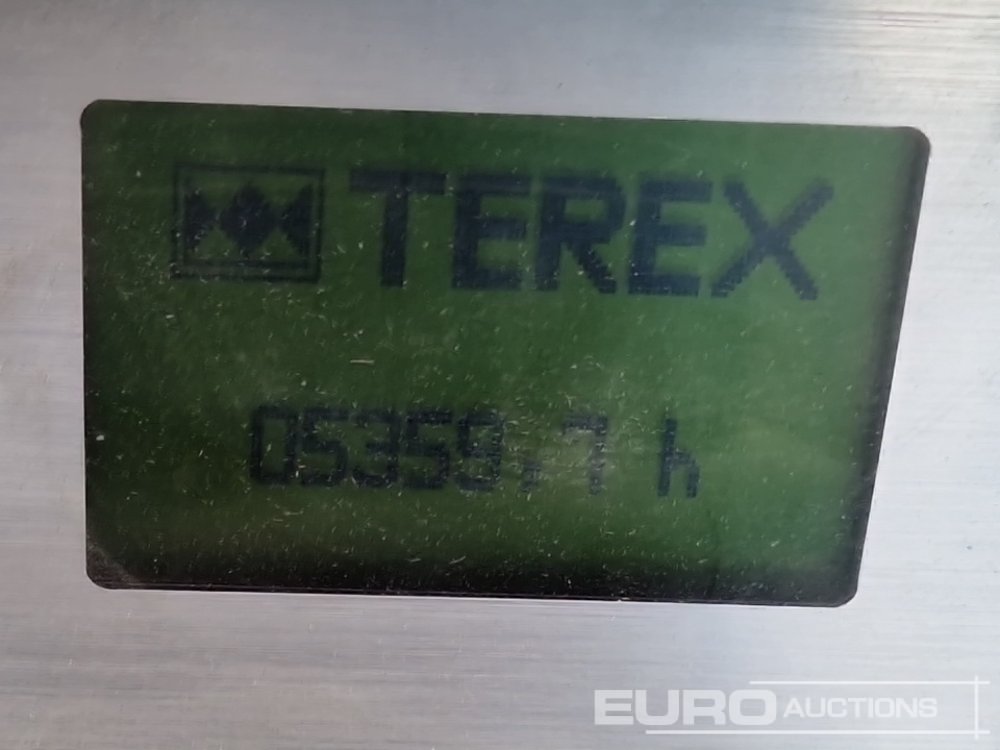 TEREX
05359,7 h
EURO AUCTIONS